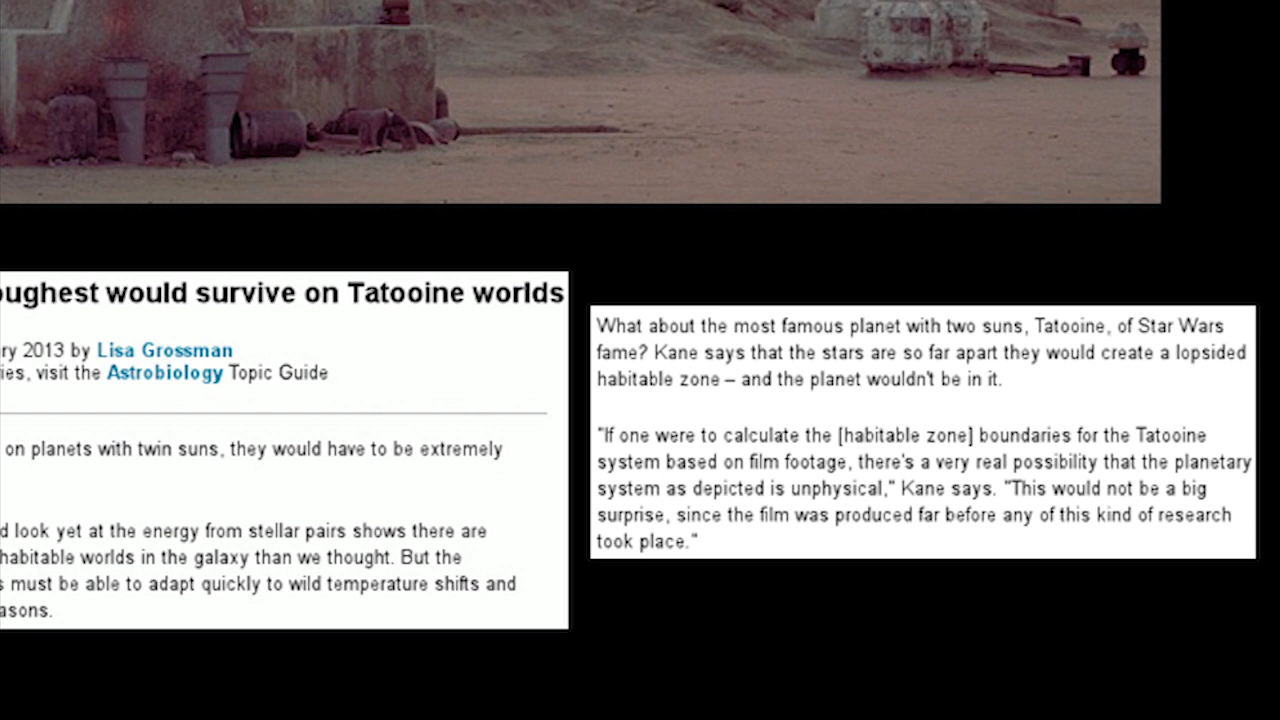 oughest would survive on Tatooine worlds
ry 2013 by Lisa Grossman
ies, visit the Astrobiology Topic Guide
on planets with twin suns, they would have to be extremely
d look yet at the energy from stellar pairs shows there are
habitable worlds in the galaxy than we thought. But the
s must be able to adapt quickly to wild temperature shifts and
asons.
What about the most famous planet with two suns, Tatooine, of Star Wars
fame? Kane says that the stars are so far apart they would create a lopsided
habitable zone – and the planet wouldn't be in it.
"If one were to calculate the [habitable zone] boundaries for the Tatooine
system based on film footage, there's a very real possibility that the planetary
system as depicted is unphysical," Kane says. "This would not be a big
surprise, since the film was produced far before any of this kind of research
took place."